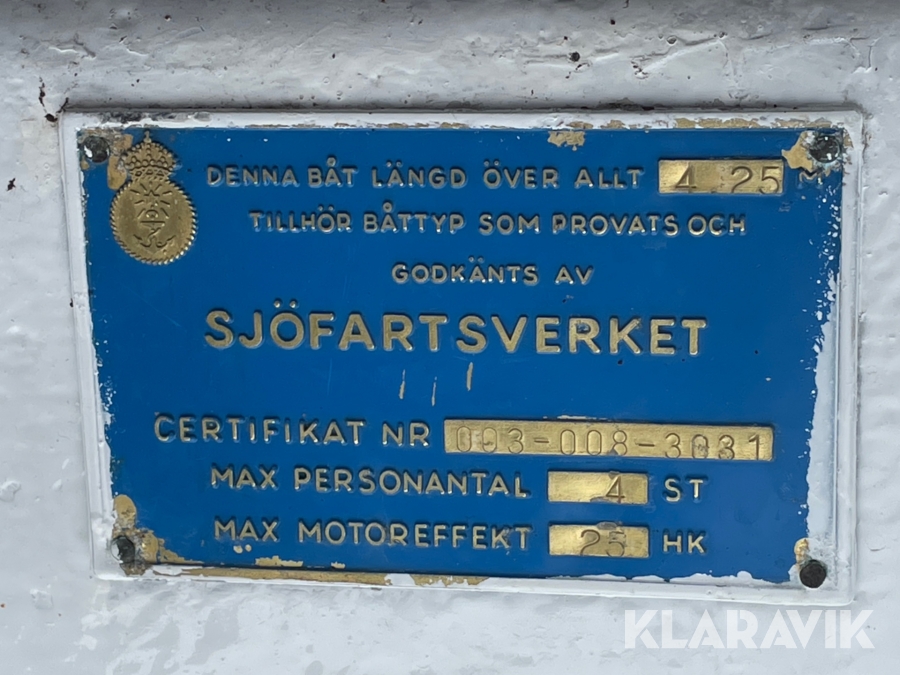 DENNA BÅT LÄNGD ÖVER ALLT 4.25 M
TILLHÖR BÅTTYP SOM PROVATS OCH
GODKÄNTS AV
SJÖFARTSVERKET
CERTIFIKAT NR 003-008-3031
MAX PERSONANTAL 4 ST
MAX MOTOREFFEKT 25 HK
KLARAVIK